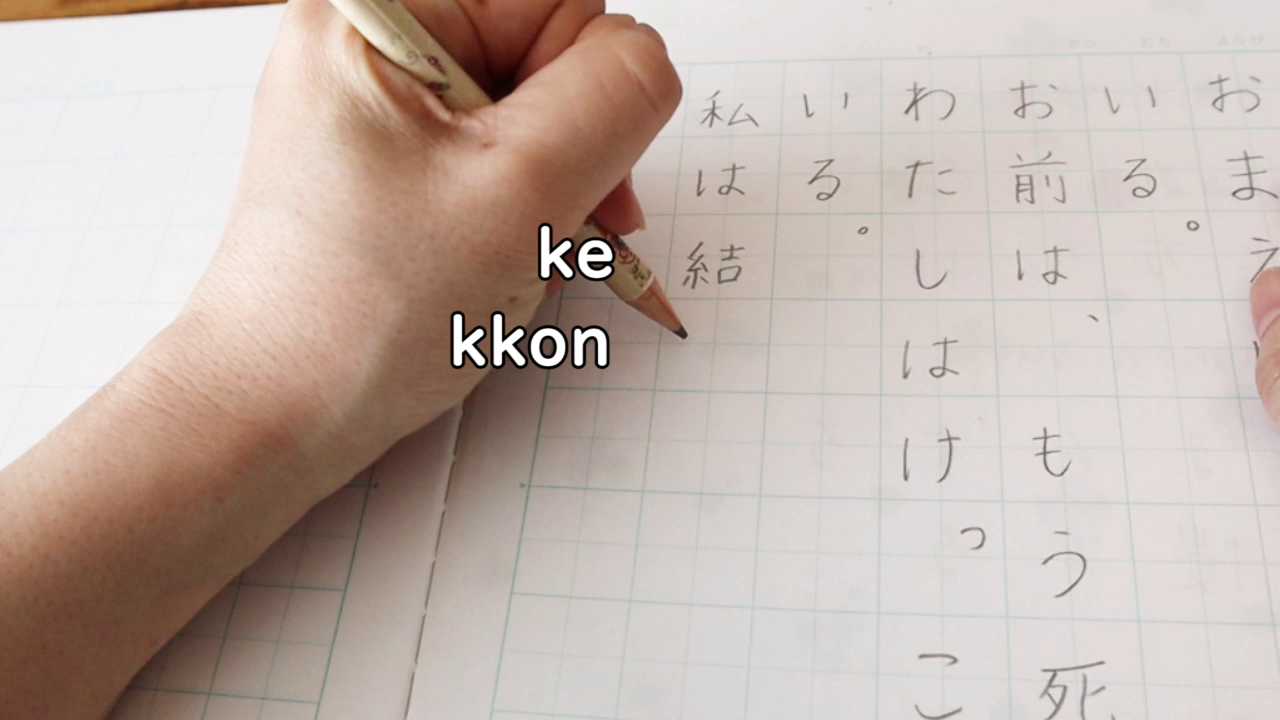 おまえ
いる。
お前は、もう死
わたしはけっこ
いる。
私は結
ke
kkon